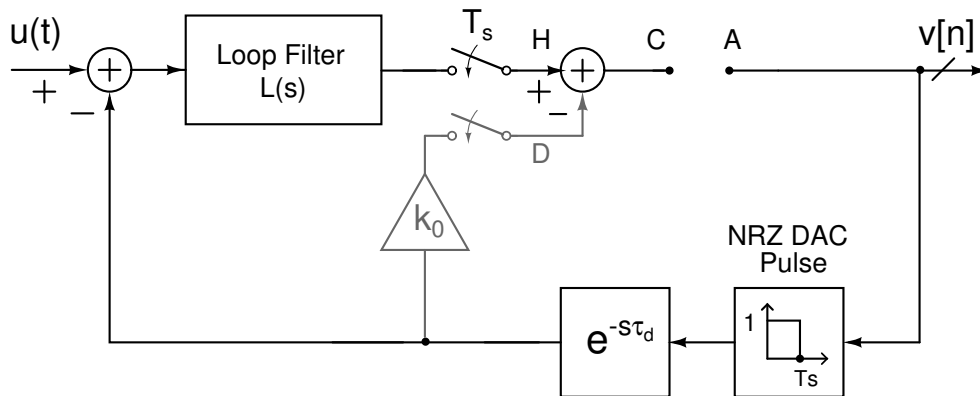 u(t)
+
+
−
Loop Filter
L(s)
Ts
H
+
+
−
D
C
A
v[n]
k0
NRZ DAC
Pulse
1
Ts
e^-sτd